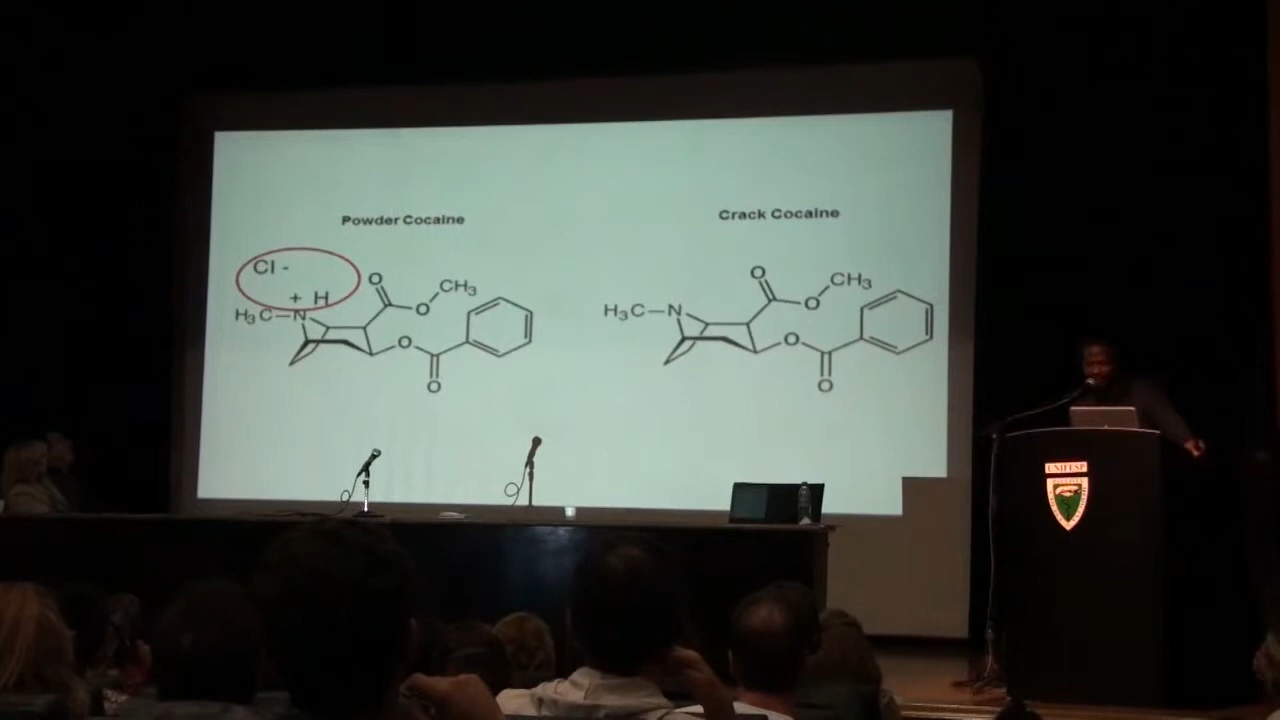 Powder Cocaine
Cl -
+ H
H₃C-N
O
CH₃
O
O
O
Crack Cocaine
O
CH₃
H₃C-N
O
O
O
UNIFESP